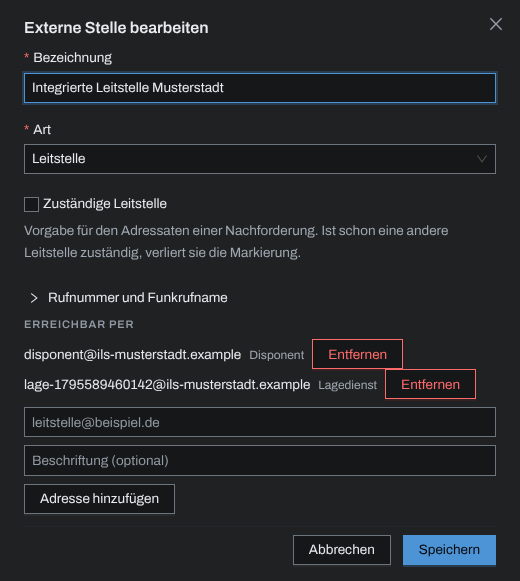 Externe Stelle bearbeiten
* Bezeichnung
Integrierte Leitstelle Musterstadt
* Art
Leitstelle
Zuständige Leitstelle
Vorgabe für den Adressaten einer Nachforderung. Ist schon eine andere
Leitstelle zuständig, verliert sie die Markierung.
Rufnummer und Funkrufname
ERREICHBAR PER
disponent@ils-musterstadt.example Disponent Entfernen
lage-1795589460142@ils-musterstadt.example Lagedienst Entfernen
leitstelle@beispiel.de
Beschriftung (optional)
Adresse hinzufügen
Abbrechen Speichern